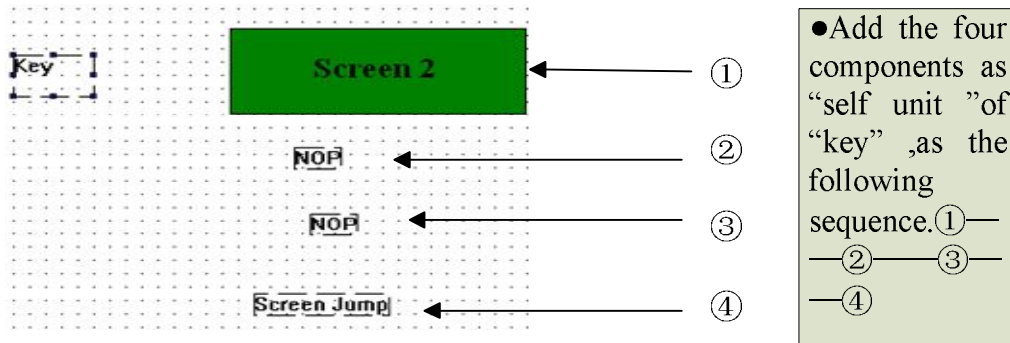 Key
Screen 2
①
NOP
②
NOP
③
Screen Jump
④
●Add the four
components as
“self unit ”of
“key” ,as the
following
sequence.①—
—②——③—
—④